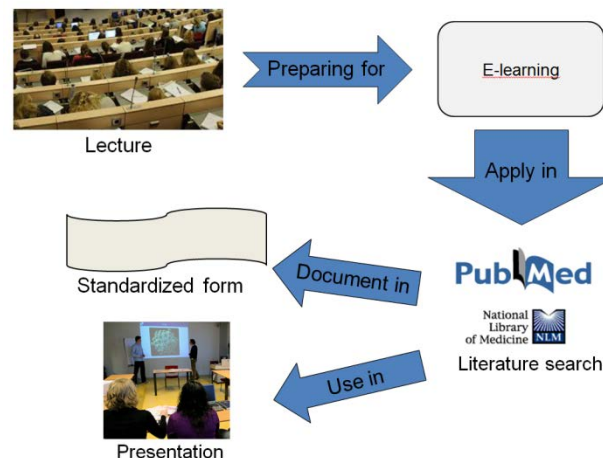 Preparing for
E-learning
Lecture
Apply in
PubMed
National
Library
of Medicine
NLM
Literature search
Document in
Standardized form
Use in
Presentation